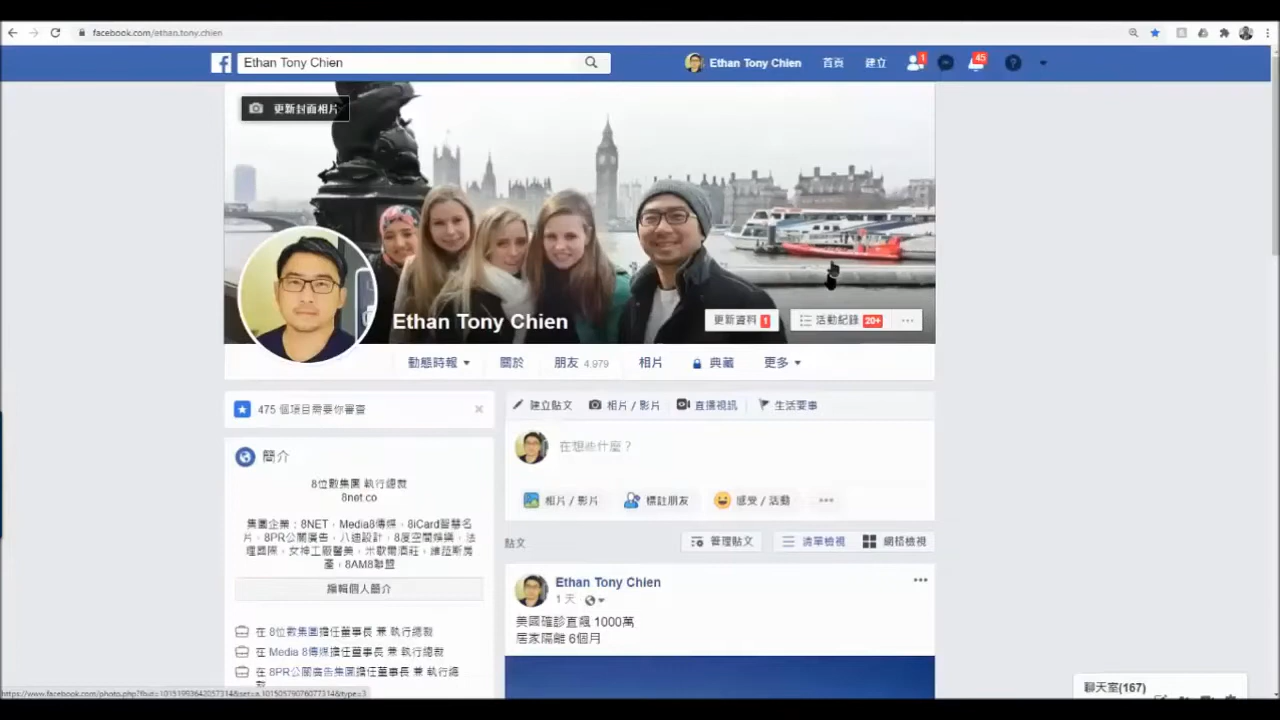 facebook.com/ethan.tony.chien
Ethan Tony Chien
Ethan Tony Chien
首頁
建立
1
45
更新封面相片
Ethan Tony Chien
更新資料 1
活動紀錄 20+
動態時報
關於
朋友 4,979
相片
典藏
更多
475 個項目需要你審查
簡介
8位數集團 執行總裁
8net.co
集團企業：8NET，Media8傳媒，8iCard智慧名
片，8PR公關廣告，八迪設計，8度空間娛樂，法
理國際，女神工廠醫美，米歇爾酒莊，維菈斯房
產，8AM8聯盟
編輯個人簡介
在 8位數集團擔任董事長 兼 執行總裁
在 Media 8傳媒擔任董事長 兼 執行總裁
在 8PR公關廣告集團擔任董事長 兼 執行總
建立貼文
相片 / 影片
直播視訊
生活要事
在想些什麼？
相片 / 影片
標註朋友
感受 / 活動
貼文
管理貼文
清單檢視
網格檢視
Ethan Tony Chien
1 天
美國確診直飆 1000萬
居家隔離 6個月
聊天室(167)